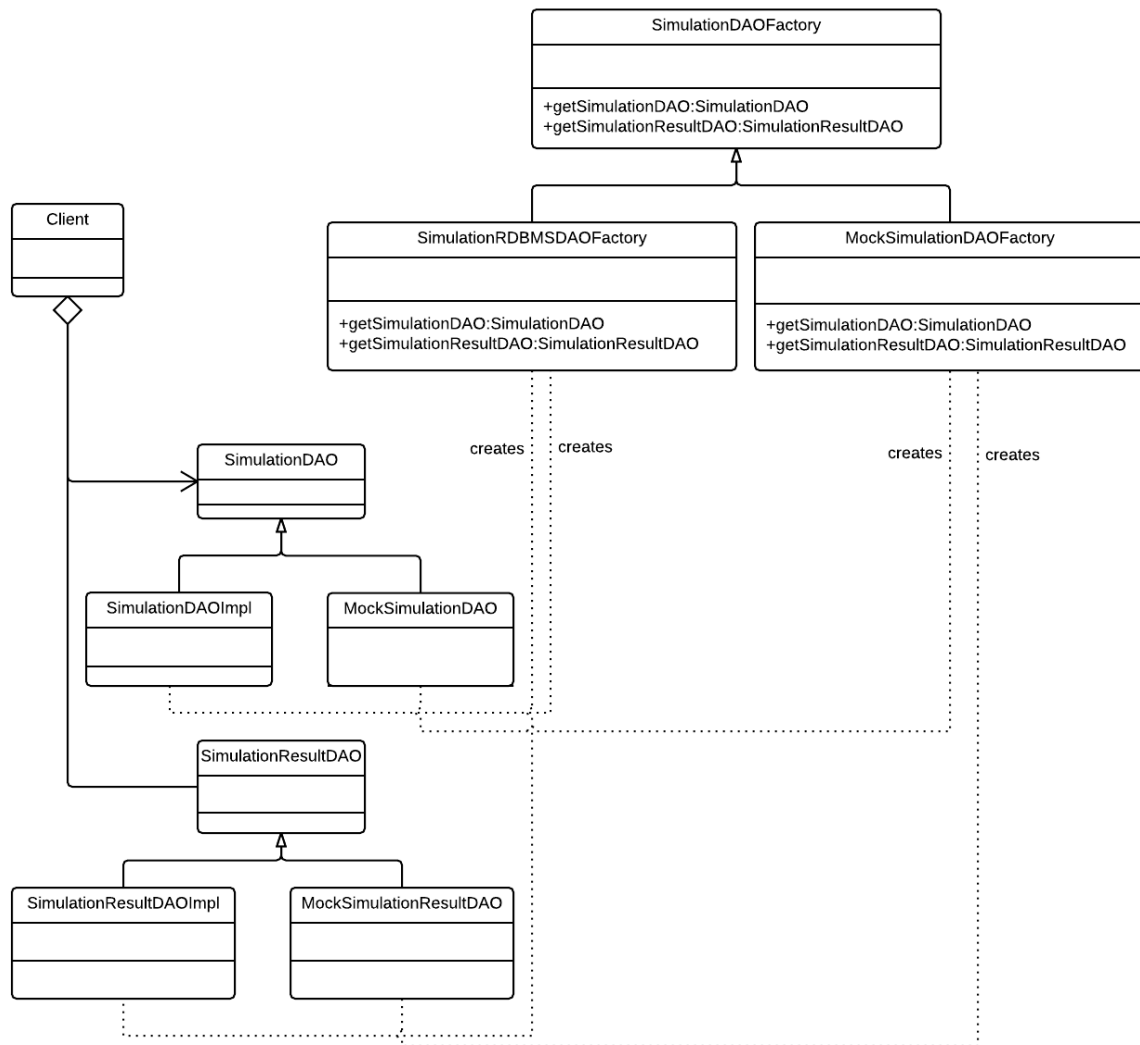 SimulationDAOFactory
+getSimulationDAO:SimulationDAO
+getSimulationResultDAO:SimulationResultDAO
Client
SimulationRDBMSDAOFactory
+getSimulationDAO:SimulationDAO
+getSimulationResultDAO:SimulationResultDAO
MockSimulationDAOFactory
+getSimulationDAO:SimulationDAO
+getSimulationResultDAO:SimulationResultDAO
creates
creates
creates
creates
SimulationDAO
SimulationDAOImpl
MockSimulationDAO
SimulationResultDAO
SimulationResultDAOImpl
MockSimulationResultDAO